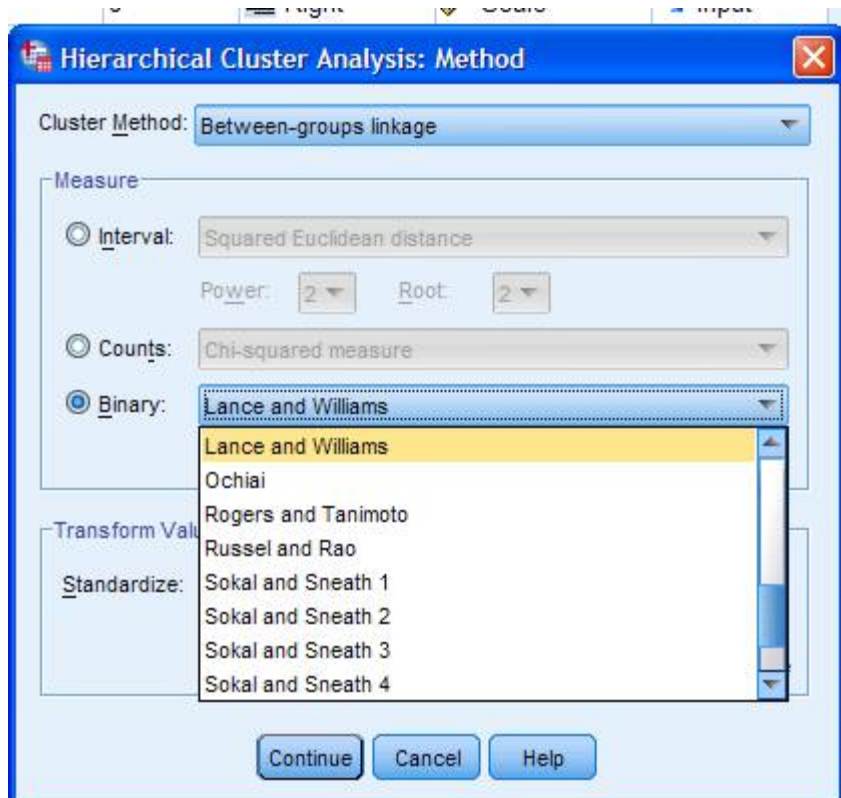 Right Scale Input
Hierarchical Cluster Analysis: Method
Cluster Method: Between-groups linkage
Measure
Interval: Squared Euclidean distance
Power: 2 Root: 2
Counts: Chi-squared measure
Binary: Lance and Williams
Lance and Williams
Ochiai
Rogers and Tanimoto
Russel and Rao
Transform
Sokal and Sneath 1
Standardize:
Sokal and Sneath 2
Sokal and Sneath 3
Sokal and Sneath 4
Continue Cancel Help